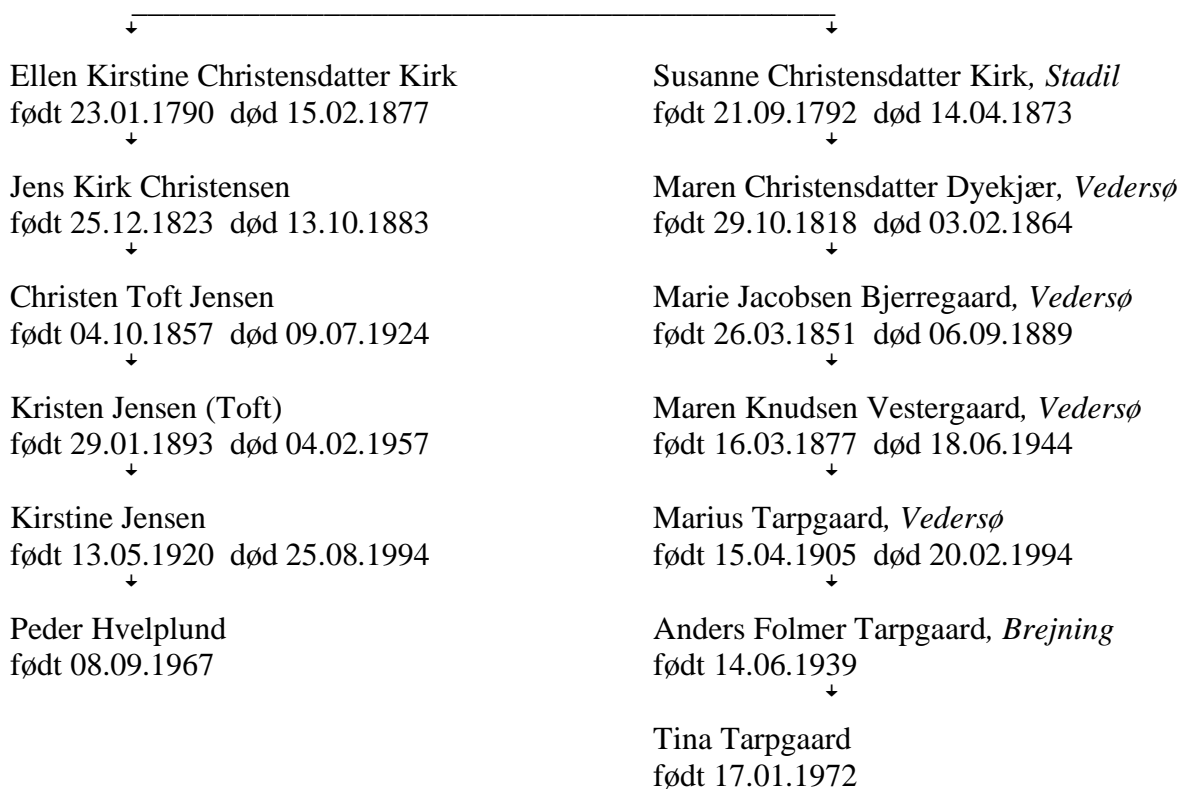 Ellen Kirstine Christensdatter Kirk
født 23.01.1790 død 15.02.1877
Jens Kirk Christensen
født 25.12.1823 død 13.10.1883
Christen Toft Jensen
født 04.10.1857 død 09.07.1924
Kristen Jensen (Toft)
født 29.01.1893 død 04.02.1957
Kirstine Jensen
født 13.05.1920 død 25.08.1994
Peder Hvelplund
født 08.09.1967
Susanne Christensdatter Kirk, Stadil
født 21.09.1792 død 14.04.1873
Maren Christensdatter Dyekjær, Vedersø
født 29.10.1818 død 03.02.1864
Marie Jacobsen Bjerregaard, Vedersø
født 26.03.1851 død 06.09.1889
Maren Knudsen Vestergaard, Vedersø
født 16.03.1877 død 18.06.1944
Marius Tarpgaard, Vedersø
født 15.04.1905 død 20.02.1994
Anders Folmer Tarpgaard, Brejning
født 14.06.1939
Tina Tarpgaard
født 17.01.1972